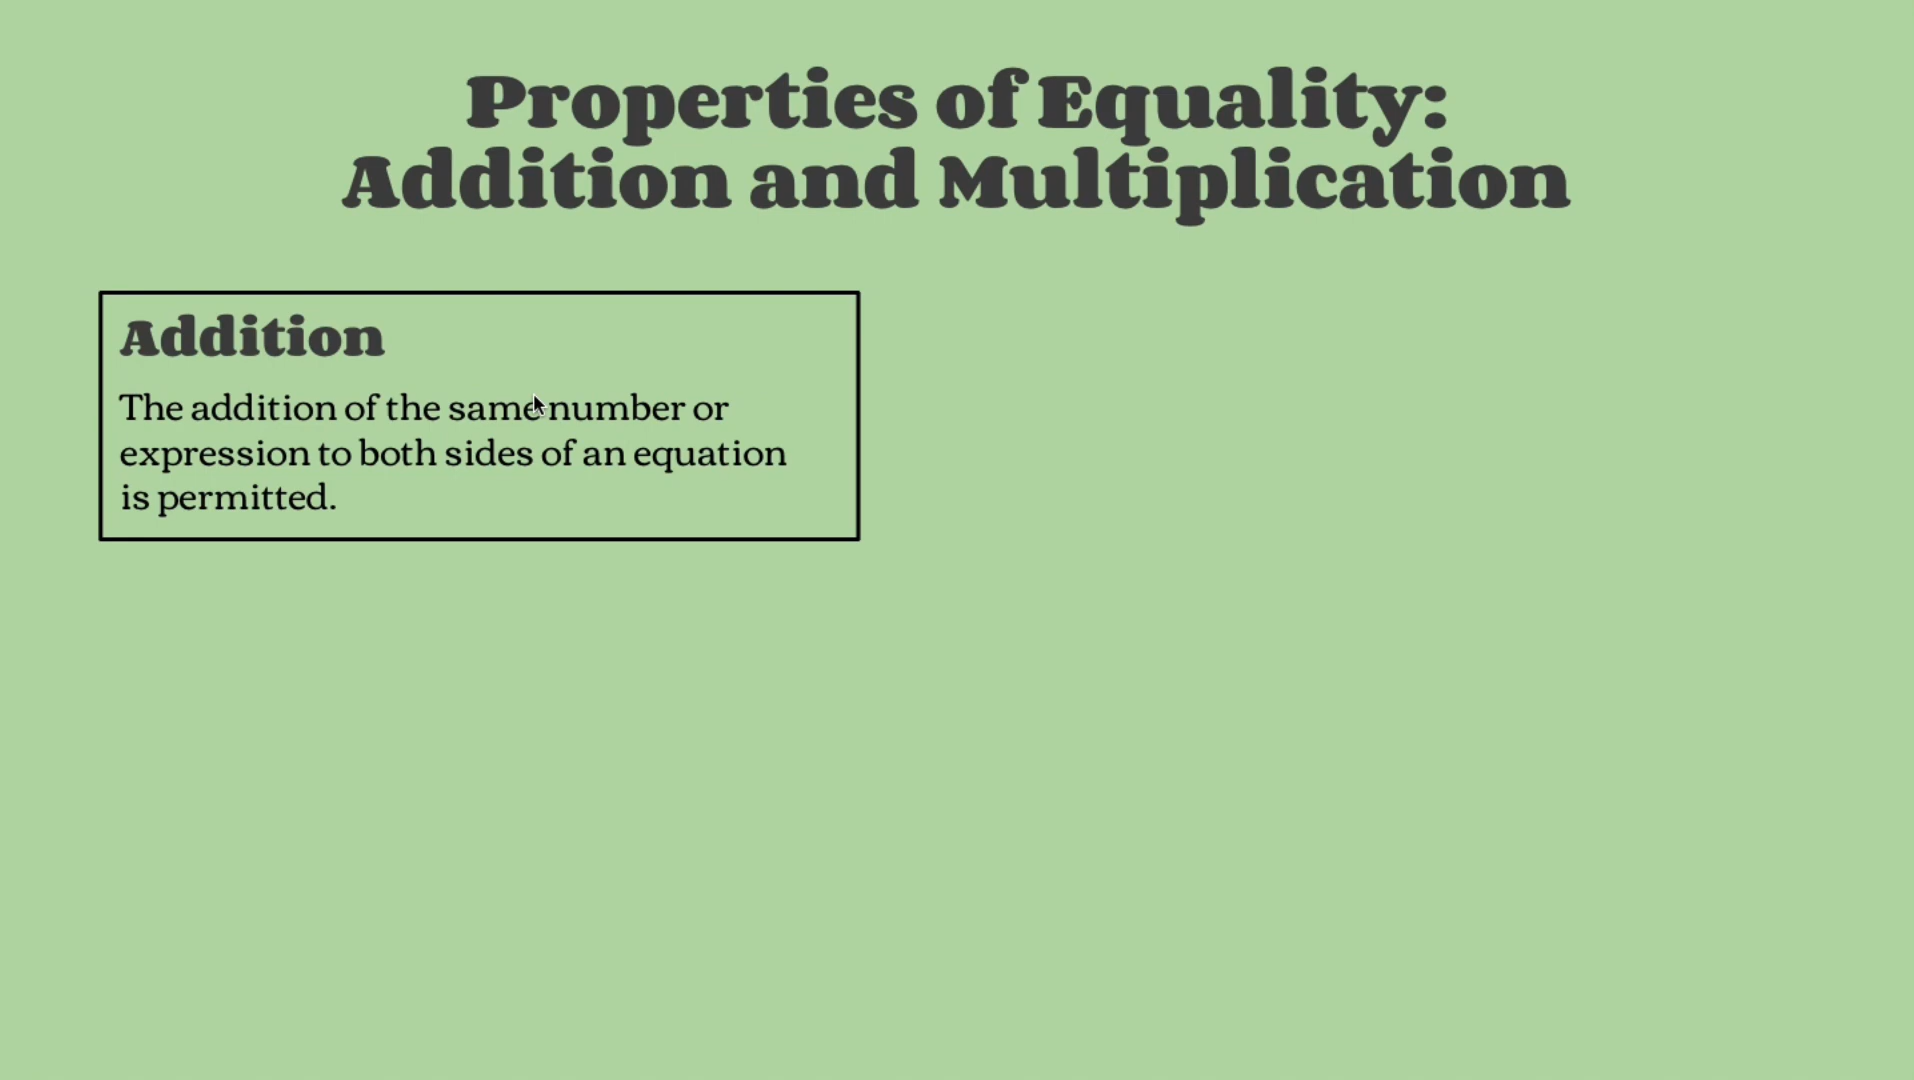 Properties of Equality:
Addition and Multiplication
Addition
The addition of the same number or
expression to both sides of an equation
is permitted.